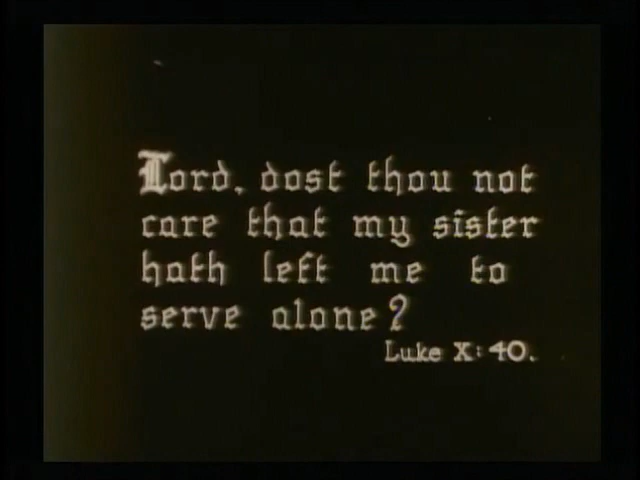 Lord, dost thou not
care that my sister
hath left me to
serve alone?
Luke X: 40.